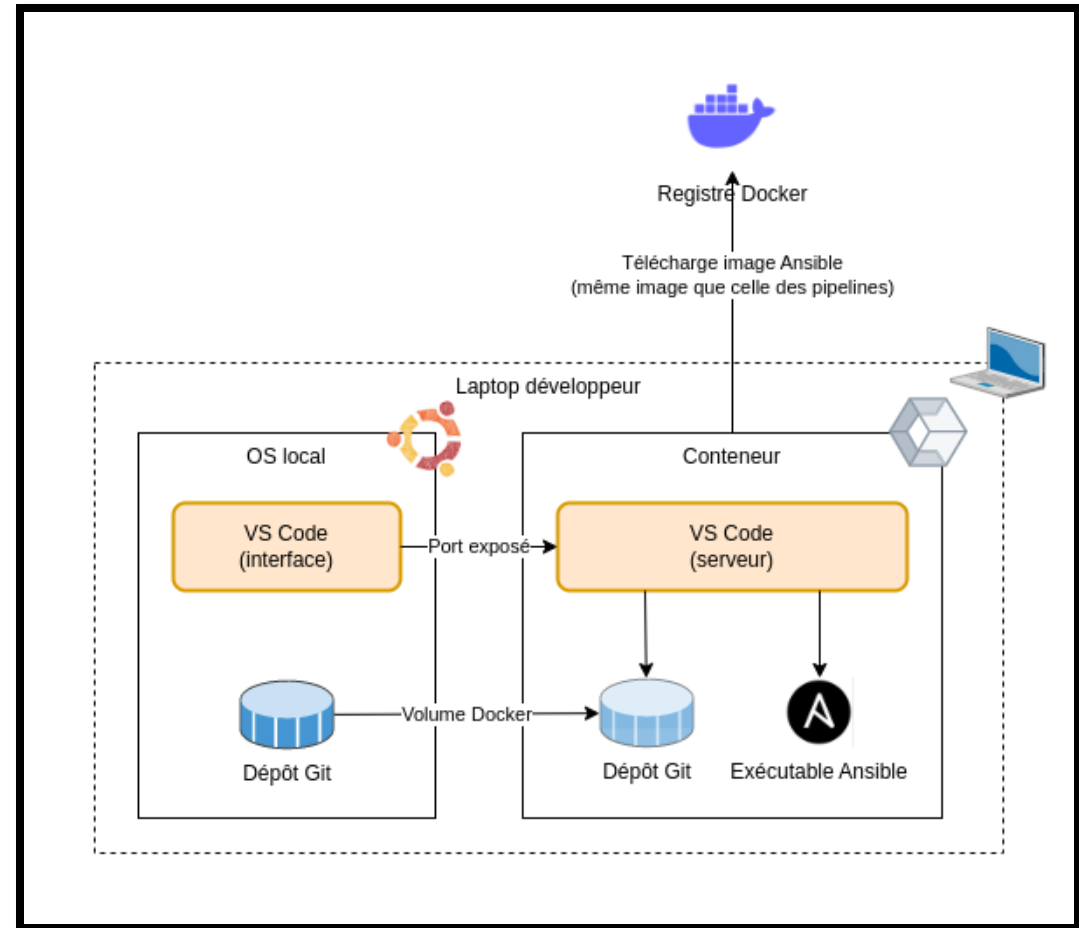 Registre Docker
Télécharge image Ansible
(même image que celle des pipelines)
Laptop développeur
OS local
Conteneur
VS Code
(interface)
Port exposé
VS Code
(serveur)
Volume Docker
Dépôt Git
Dépôt Git
Exécutable Ansible